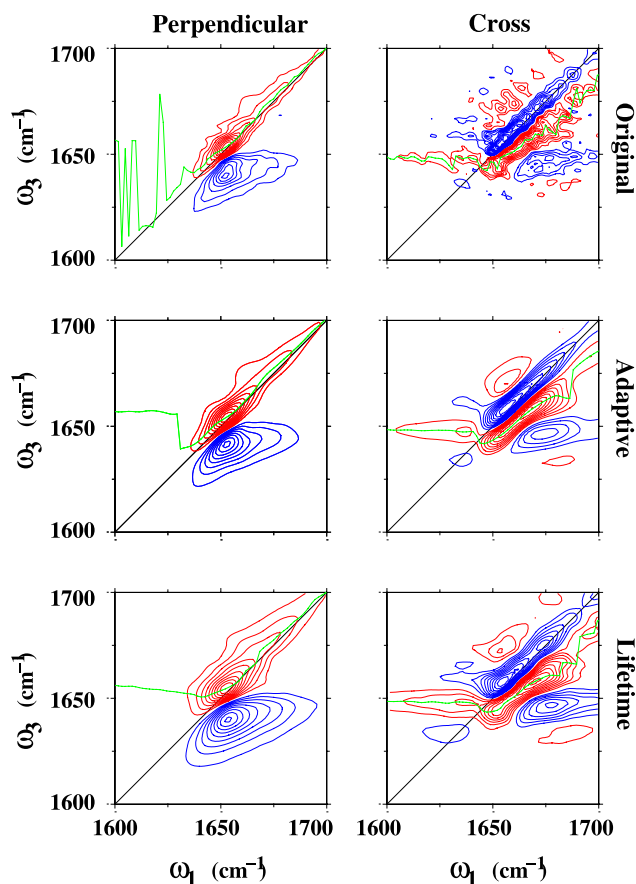 Perpendicular Cross
1700
ω3 (cm−1)
1650
1600
Original
1700
ω3 (cm−1)
1650
1600
Adaptive
1700
ω3 (cm−1)
1650
1600
Lifetime
1600 1650 1700 1600 1650 1700
ω1 (cm−1) ω1 (cm−1)